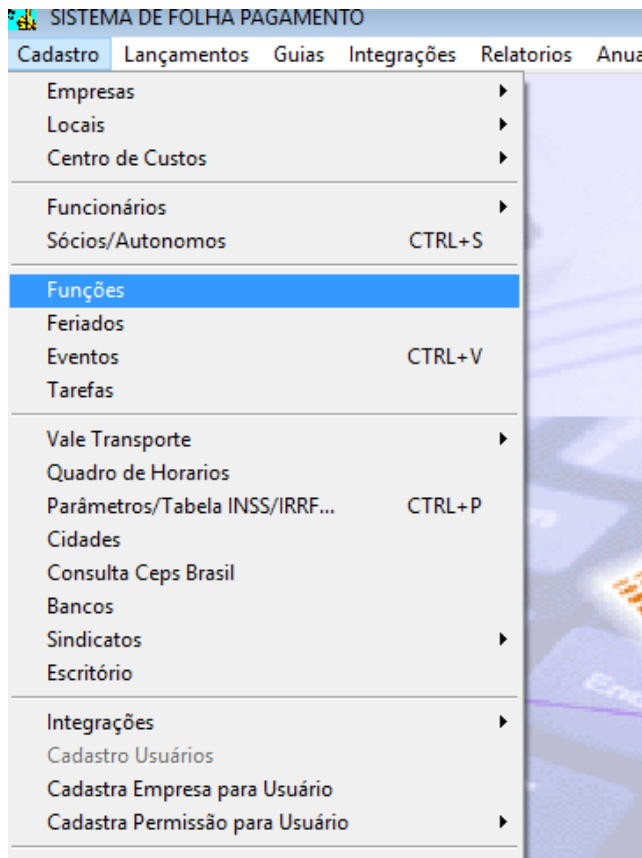 SISTEMA DE FOLHA PAGAMENTO
Cadastro Lançamentos Guias Integrações Relatorios Anua
Empresas
Locais
Centro de Custos
Funcionários
Sócios/Autonomos CTRL+S
Funções
Feriados
Eventos CTRL+V
Tarefas
Vale Transporte
Quadro de Horarios
Parâmetros/Tabela INSS/IRRF... CTRL+P
Cidades
Consulta Ceps Brasil
Bancos
Sindicatos
Escritório
Integrações
Cadastro Usuários
Cadastra Empresa para Usuário
Cadastra Permissão para Usuário